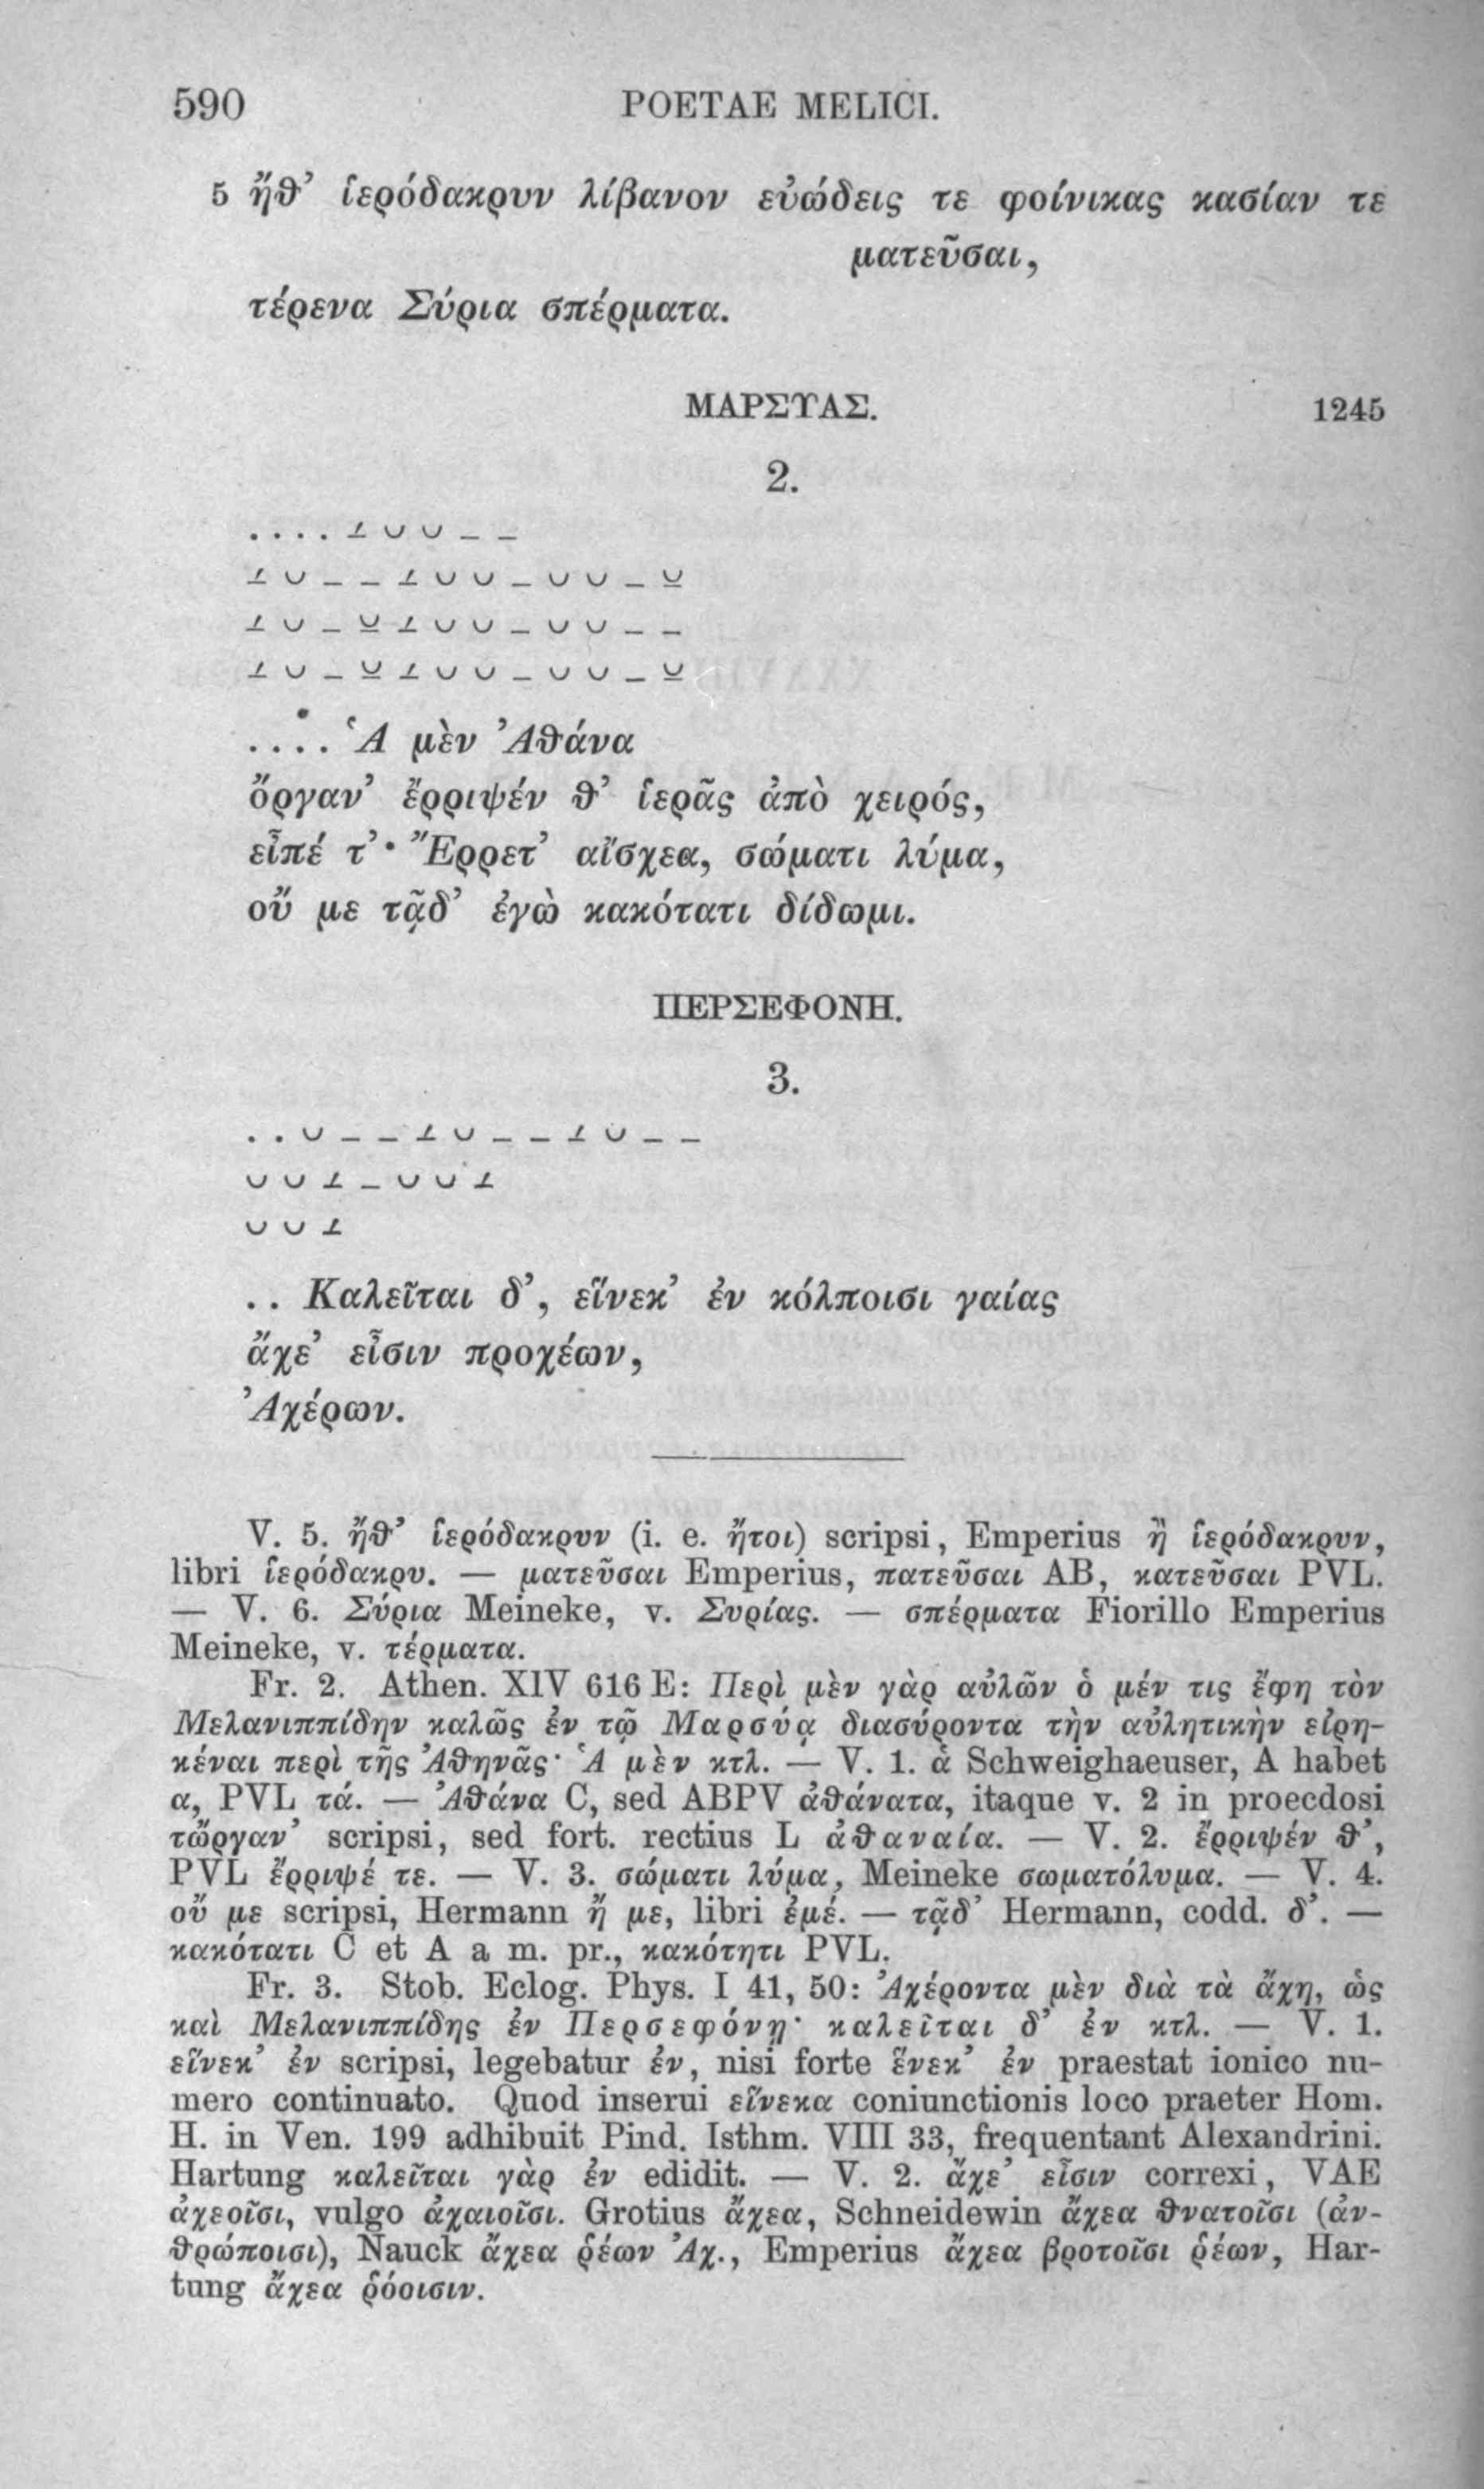 590 POETAE MELICI.
5 ἤϑ’ ἱερόδακρυν λίβανον εὐώδεις τε φοίνικας κασίαν τε
ματεῦσαι,
τέρενα Σύρια σπέρματα.
ΜΑΡΣΥΑΣ. 1245
2.
. . . . ⏊ ∪ ∪ _ _
⏊ ∪ _ _ ⏊ ∪ ∪ _ ∪ ∪ _ ⊻
⏊ ∪ _ ⊻ ⏊ ∪ ∪ _ ∪ ∪ _ _
⏊ ∪ _ ⊻ ⏊ ∪ ∪ _ ∪ ∪ _ ⊻
. . . . Ἁ μὲν Ἀϑάνα
ὄργαν’ ἔρριψέν ϑ’ ἱερᾶς ἀπὸ χειρός,
εἶπέ τ’· Ἔρρετ’ αἴσχεα, σώματι λύμα,
οὔ με τᾷδ’ ἐγὼ κακότατι δίδωμι.
ΠΕΡΣΕΦΟΝΗ.
3.
. . ∪ _ _ ⏊ ∪ _ _ ⏊ ∪ _ _
∪ ∪ ⏊ _ ∪ ∪ ⏊
∪ ∪ ⏊
. . Καλεῖται δ’, εἵνεκ’ ἐν κόλποισι γαίας
ἄχε’ εἶσιν προχέων,
Ἀχέρων.
V. 5. ἤϑ’ ἱερόδακρυν (i. e. ἤτοι) scripsi, Emperius ἢ ἱερόδακρυν,
libri ἱερόδακρυ. — ματεῦσαι Emperius, πατεῦσαι AB, κατεῦσαι PVL.
— V. 6. Σύρια Meineke, v. Συρίας. — σπέρματα Fiorillo Emperius
Meineke, v. τέρματα.
Fr. 2. Athen. XIV 616 E: Περὶ μὲν γὰρ αὐλῶν ὁ μέν τις ἔφη τὸν
Μελανιππίδην καλῶς ἐν τῷ Μαρσύᾳ διασύροντα τὴν αὐλητικὴν εἰρη-
κέναι περὶ τῆς Ἀϑηνᾶς· Ἁ μὲν κτλ. — V. 1. ἁ Schweighaeuser, A habet
α, PVL τά. — Ἀϑάνα C, sed ABPV ἀϑάνατα, itaque v. 2 in proecdosi
τὤργαν’ scripsi, sed fort. rectius L ἀϑαναία. — V. 2. ἔρριψέν ϑ’,
PVL ἔρριψέ τε. — V. 3. σώματι λύμα, Meineke σωματόλυμα. — V. 4.
οὔ με scripsi, Hermann ἤ με, libri ἐμέ. — τᾷδ’ Hermann, codd. δ’. —
κακότατι C et A a m. pr., κακότητι PVL.
Fr. 3. Stob. Eclog. Phys. I 41, 50: Ἀχέροντα μὲν διὰ τὰ ἄχη, ὡς
καὶ Μελανιππίδης ἐν Περσεφόνῃ· καλεῖται δ’ ἐν κτλ. — V. 1.
εἵνεκ’ ἐν scripsi, legebatur ἐν, nisi forte ἕνεκ’ ἐν praestat ionico nu-
mero continuato. Quod inserui εἵνεκα coniunctionis loco praeter Hom.
H. in Ven. 199 adhibuit Pind. Isthm. VIII 33, frequentant Alexandrini.
Hartung καλεῖται γὰρ ἐν edidit. — V. 2. ἄχε’ εἶσιν correxi, VAE
ἀχεοῖσι, vulgo ἀχαιοῖσι. Grotius ἄχεα, Schneidewin ἄχεα ϑνατοῖσι (ἀν-
ϑρώποισι), Nauck ἄχεα ῥέων Ἀχ., Emperius ἄχεα βροτοῖσι ῥέων, Har-
tung ἄχεα ῥόοισιν.